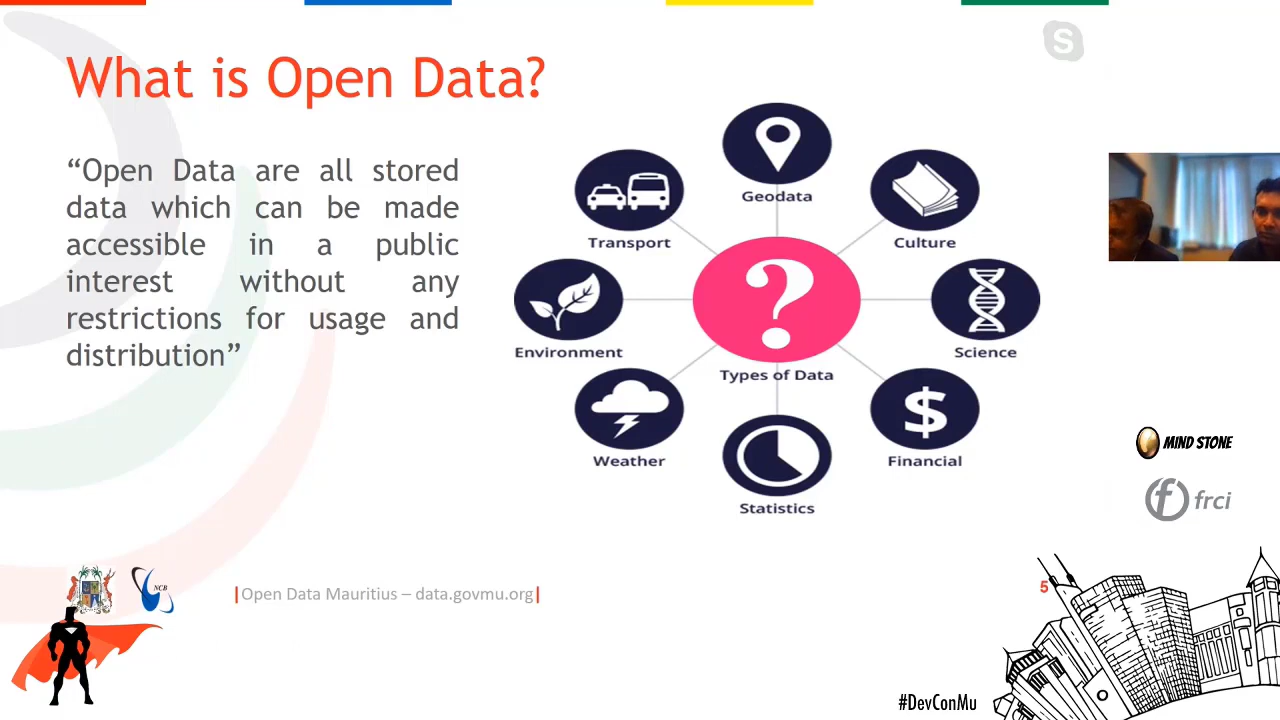 What is Open Data?
“Open Data are all stored
data which can be made
accessible in a public
interest without any
restrictions for usage and
distribution”
Geodata
Transport
Culture
Environment
Science
Types of Data
Weather
Financial
Statistics
S
MIND STONE
f frci
NCB
|Open Data Mauritius – data.govmu.org|
5
#DevConMu